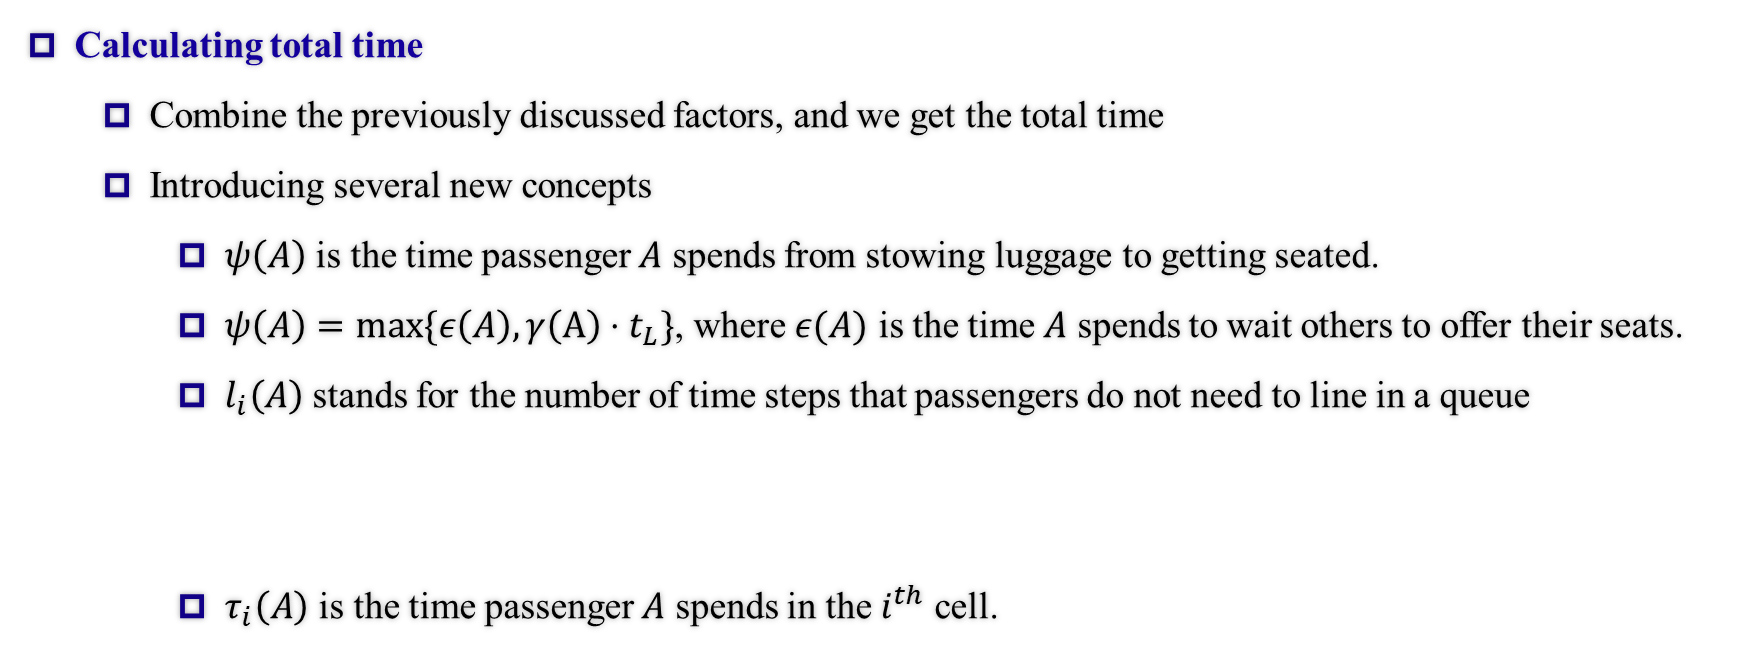 Calculating total time
Combine the previously discussed factors, and we get the total time
Introducing several new concepts
ψ(A) is the time passenger A spends from stowing luggage to getting seated.
ψ(A) = max{ϵ(A), γ(A) · t_L}, where ϵ(A) is the time A spends to wait others to offer their seats.
l_i(A) stands for the number of time steps that passengers do not need to line in a queue
τ_i(A) is the time passenger A spends in the i^th cell.